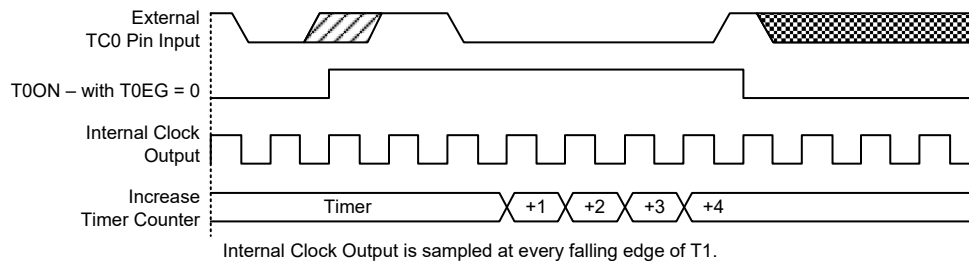 External
TC0 Pin Input
T0ON – with T0EG = 0
Internal Clock
Output
Increase
Timer Counter
Timer
+1
+2
+3
+4
Internal Clock Output is sampled at every falling edge of T1.